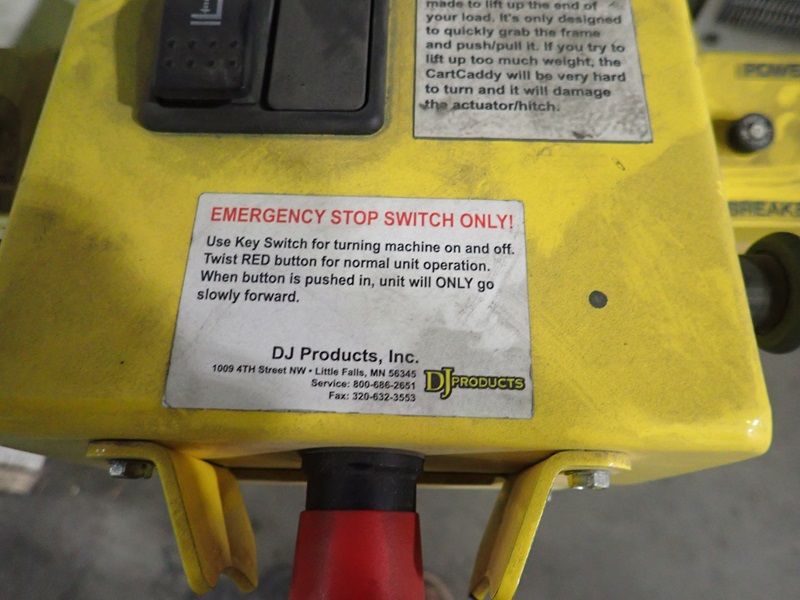 made to lift up the end of
your load. It's only designed
to quickly grab the frame
and push/pull it. If you try to
lift up too much weight, the
CartCaddy will be very hard
to turn and it will damage
the actuator/hitch.
POWE
BREAKE
EMERGENCY STOP SWITCH ONLY!
Use Key Switch for turning machine on and off.
Twist RED button for normal unit operation.
When button is pushed in, unit will ONLY go
slowly forward.
DJ Products, Inc.
1009 4TH Street NW • Little Falls, MN 56345
Service: 800-686-2651
Fax: 320-632-3553
DJ PRODUCTS